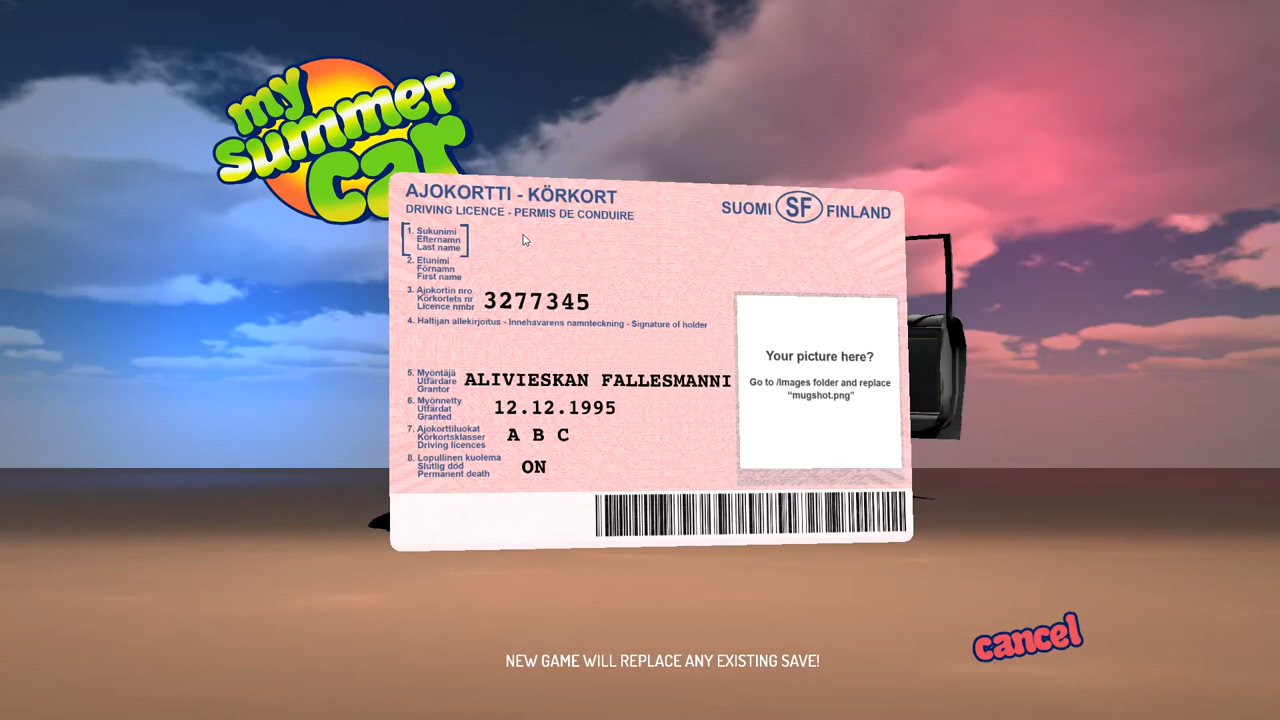 my
summer
car
AJOKORTTI - KÖRKORT
DRIVING LICENCE - PERMIS DE CONDUIRE
SUOMI SF FINLAND
1. Sukunimi
Efternamn
Last name
2. Etunimi
Förnamn
First name
3. Ajokortin nro
Körkortets nr
Licence nmbr
3277345
4. Haltijan allekirjoitus - Innehavarens namnteckning - Signature of holder
Your picture here?
Go to /Images folder and replace
"mugshot.png"
5. Myöntäjä
Utfärdare
Grantor
ALIVIESKAN FALLESMANNI
6. Myönnetty
Utfärdat
Granted
12.12.1995
7. Ajokorttiluokat
Körkortsklasser
Driving licences
A B C
8. Lopullinen kuolema
Slutlig död
Permanent death
ON
cancel
NEW GAME WILL REPLACE ANY EXISTING SAVE!